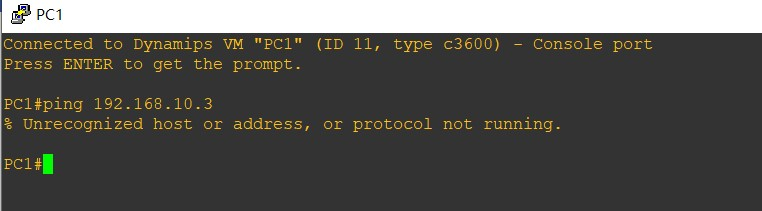 PC1
Connected to Dynamips VM "PC1" (ID 11, type c3600) - Console port
Press ENTER to get the prompt.
PC1#ping 192.168.10.3
% Unrecognized host or address, or protocol not running.
PC1#